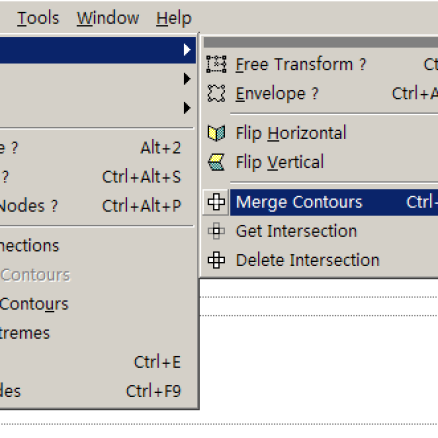 Tools Window Help
Free Transform ? Ct
Envelope ? Ctrl+A
Flip Horizontal
Flip Vertical
Merge Contours Ctrl+
Get Intersection
Delete Intersection
e ? Alt+2
? Ctrl+Alt+S
Nodes ? Ctrl+Alt+P
nections
Contours
Contours
tremes
Ctrl+E
des Ctrl+F9